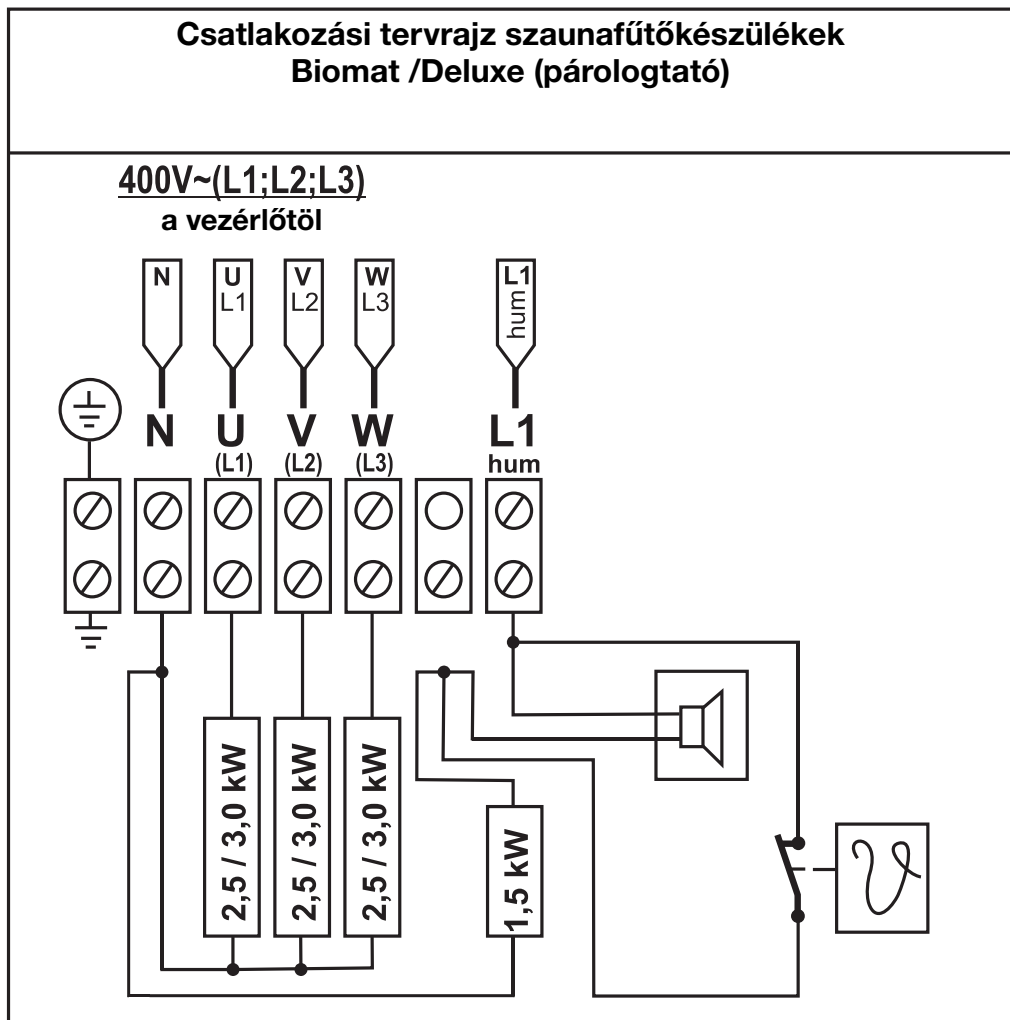 Csatlakozási tervrajz szaunafűtőkészülékek
Biomat /Deluxe (párologtató)
400V~(L1;L2;L3)
a vezérlőtöl
N U V W L1
L1 L2 L3 hum
N U V W L1
(L1) (L2) (L3) hum
2,5 / 3,0 kW
2,5 / 3,0 kW
2,5 / 3,0 kW
1,5 kW